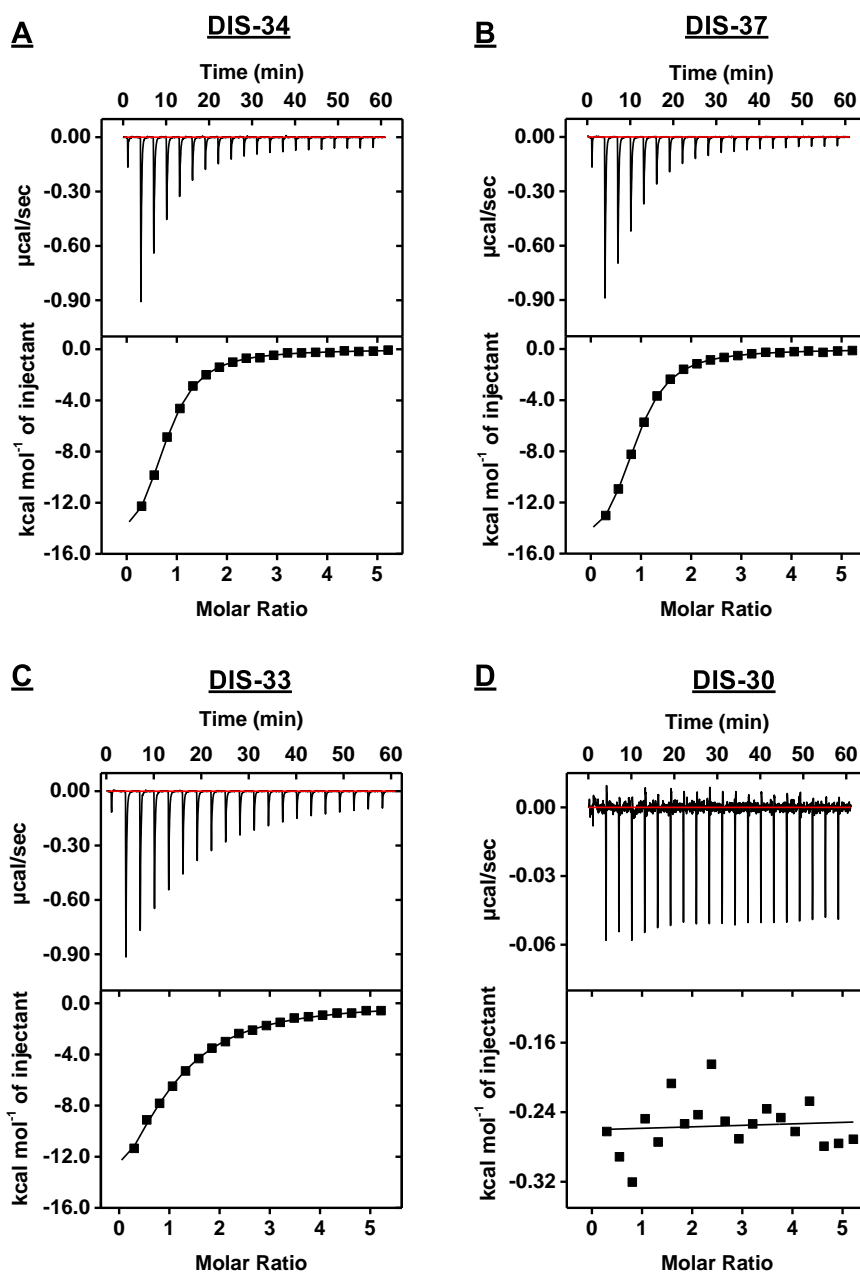 A
DIS-34
Time (min)
0 10 20 30 40 50 60
0.00
-0.30
-0.60
-0.90
µcal/sec
0.0
-4.0
-8.0
-12.0
-16.0
kcal mol⁻¹ of injectant
0 1 2 3 4 5
Molar Ratio
B
DIS-37
Time (min)
0 10 20 30 40 50 60
0.00
-0.30
-0.60
-0.90
µcal/sec
0.0
-4.0
-8.0
-12.0
-16.0
kcal mol⁻¹ of injectant
0 1 2 3 4 5
Molar Ratio
C
DIS-33
Time (min)
0 10 20 30 40 50 60
0.00
-0.30
-0.60
-0.90
µcal/sec
0.0
-4.0
-8.0
-12.0
-16.0
kcal mol⁻¹ of injectant
0 1 2 3 4 5
Molar Ratio
D
DIS-30
Time (min)
0 10 20 30 40 50 60
0.00
-0.03
-0.06
µcal/sec
-0.16
-0.24
-0.32
kcal mol⁻¹ of injectant
0 1 2 3 4 5
Molar Ratio